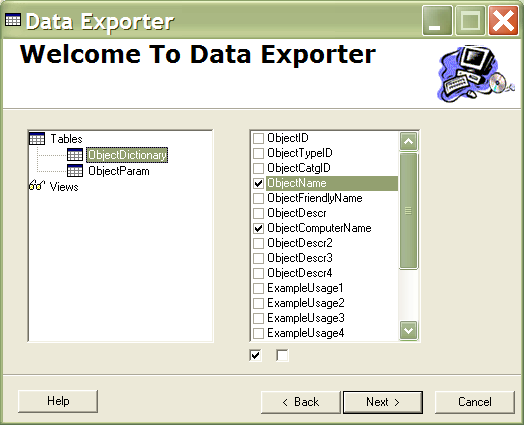 Data Exporter
Welcome To Data Exporter
Tables
ObjectDictionary
ObjectParam
Views
ObjectID
ObjectTypeID
ObjectCatgID
ObjectName
ObjectFriendlyName
ObjectDescr
ObjectComputerName
ObjectDescr2
ObjectDescr3
ObjectDescr4
ExampleUsage1
ExampleUsage2
ExampleUsage3
ExampleUsage4
Help
< Back
Next >
Cancel